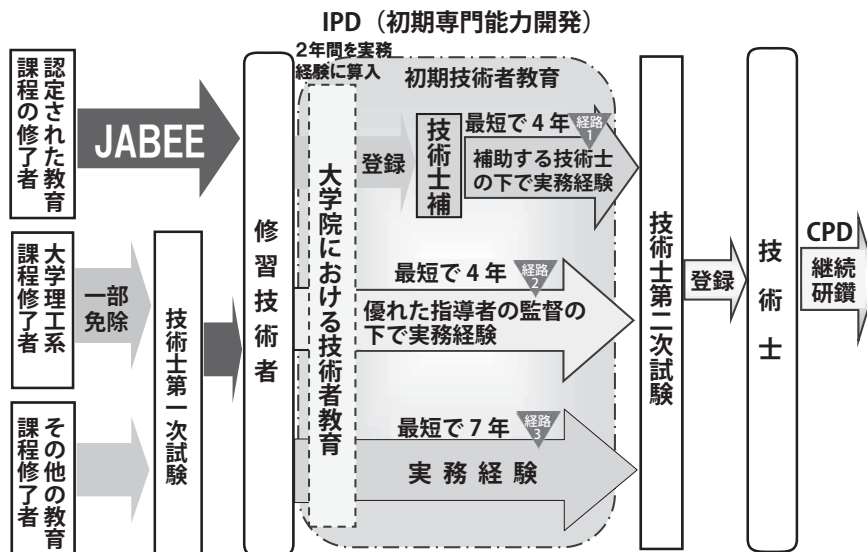 IPD（初期専門能力開発）
2年間を実務
経験に算入
初期技術者教育
認定された教育
課程の修了者
JABEE
大学理工系
課程修了者
一部
免除
その他の教育
課程修了者
技術士第一次試験
修習技術者
大学院における技術者教育
登録
技術士補
最短で4年
経路
1
補助する技術士
の下で実務経験
最短で4年
経路
2
優れた指導者の監督の
下で実務経験
最短で7年
経路
3
実務経験
技術士第二次試験
登録
技術士
CPD
継続
研鑽